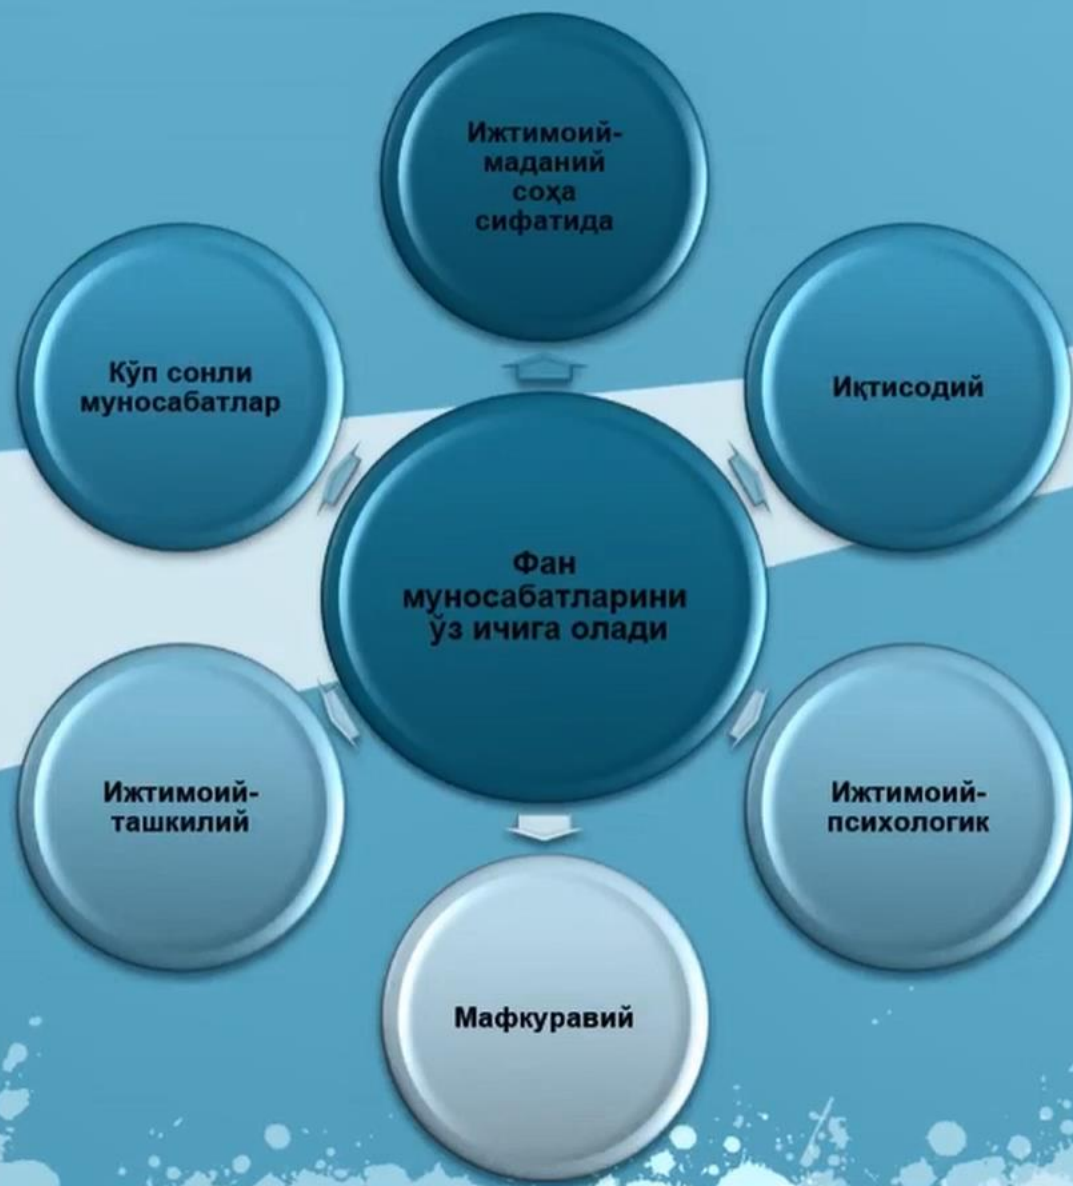 Ижтимоий-
маданий
соҳа
сифатида
Кўп сонли
муносабатлар
Иқтисодий
Фан
муносабатларини
ўз ичига олади
Ижтимоий-
ташкилий
Ижтимоий-
психологик
Мафкуравий